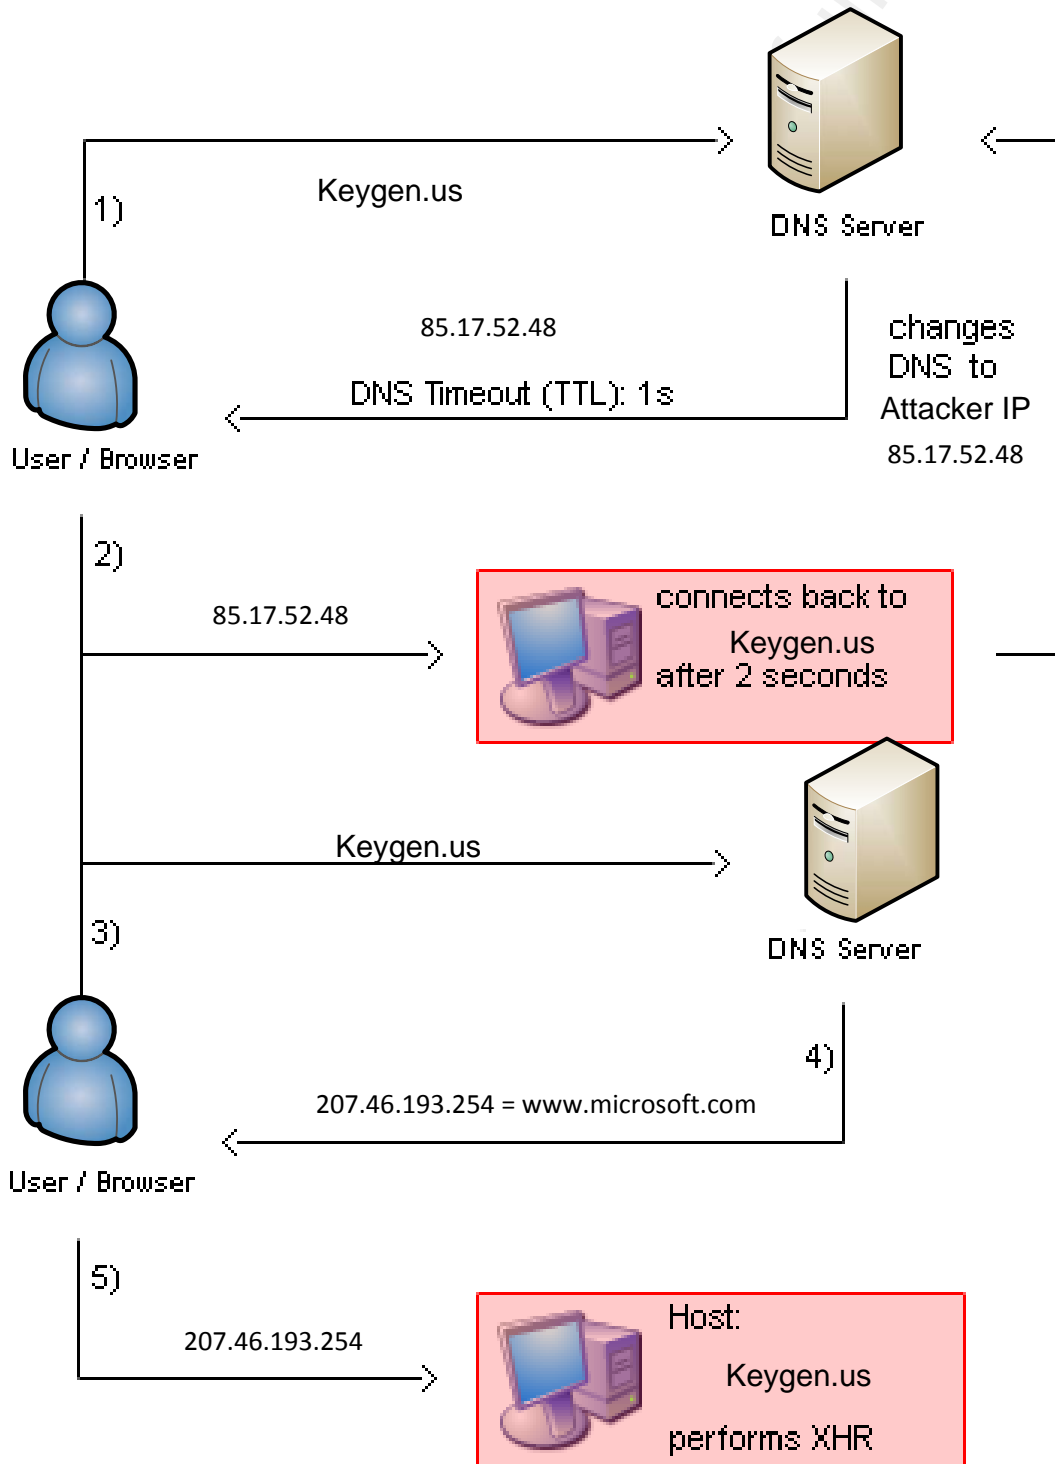 1)
Keygen.us
DNS Server
85.17.52.48
DNS Timeout (TTL): 1s
changes
DNS to
Attacker IP
85.17.52.48
User / Browser
2)
85.17.52.48
connects back to
Keygen.us
after 2 seconds
Keygen.us
3)
DNS Server
4)
207.46.193.254 = www.microsoft.com
User / Browser
5)
207.46.193.254
Host:
Keygen.us
performs XHR